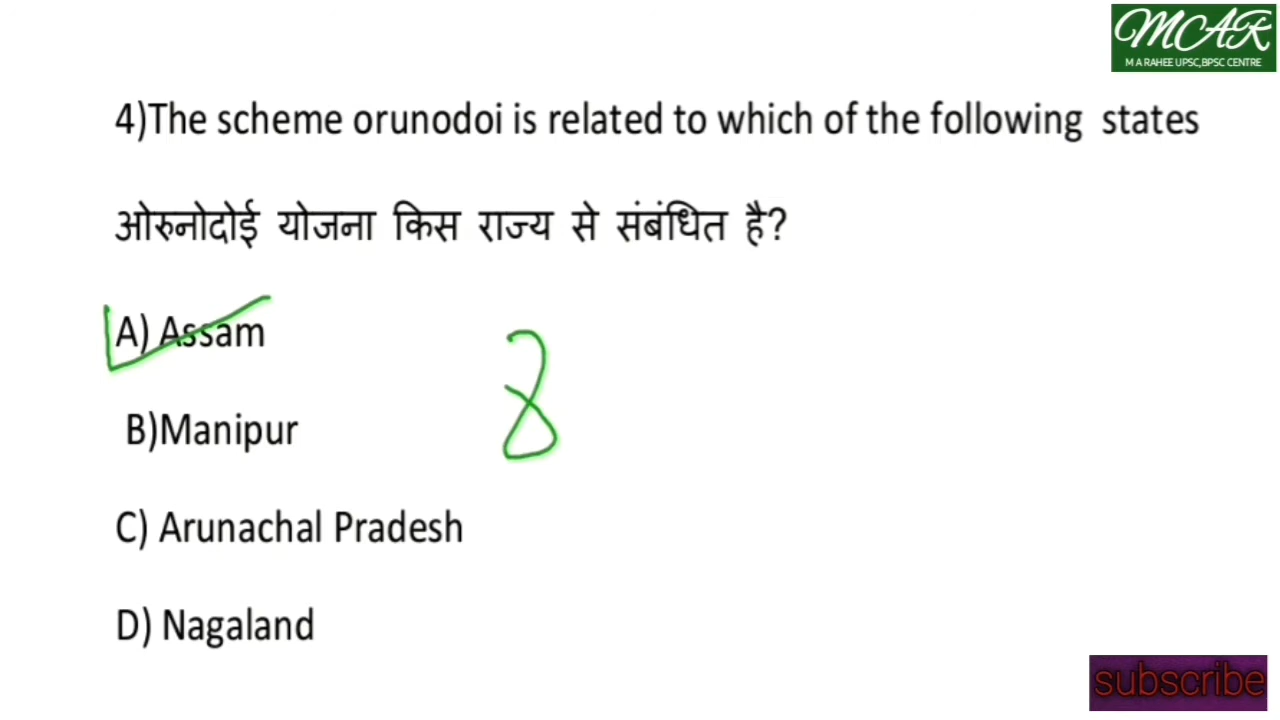 MCAR
M A RAHEE UPSC,BPSC CENTRE
4)The scheme orunodoi is related to which of the following states
ओरुनोदोई योजना किस राज्य से संबंधित है?
A) Assam
B)Manipur
C) Arunachal Pradesh
D) Nagaland
subscribe